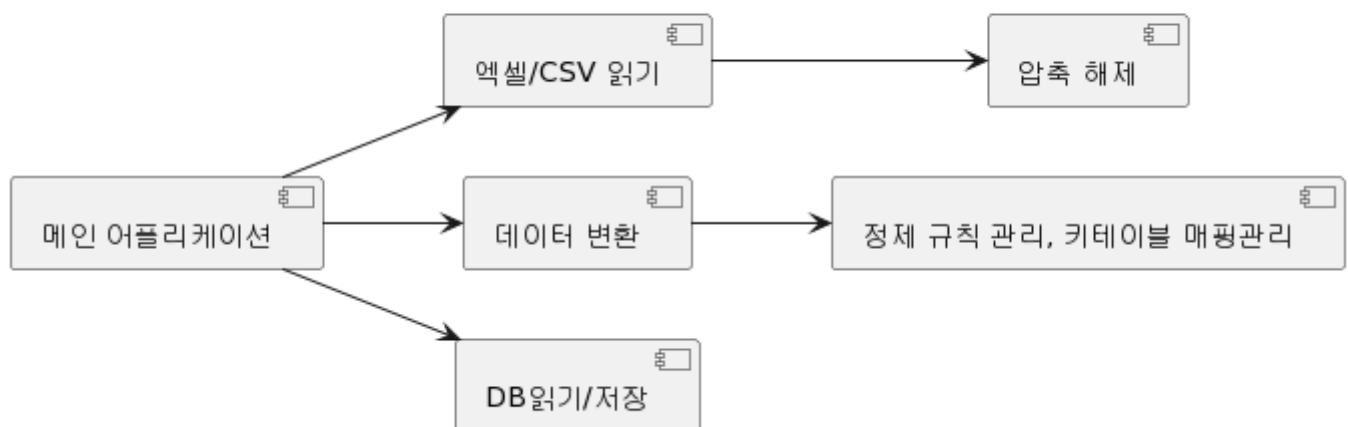 엑셀/CSV 읽기
압축 해제
메인 어플리케이션
데이터 변환
정제 규칙 관리, 키테이블 매핑관리
DB읽기/저장